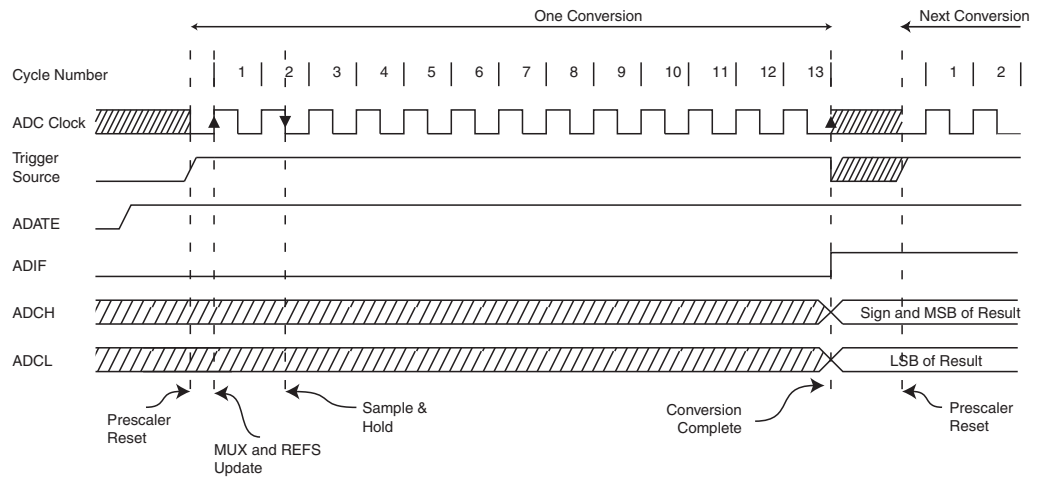 One Conversion
Next Conversion
Cycle Number 1 2 3 4 5 6 7 8 9 10 11 12 13 1 2
ADC Clock
Trigger
Source
ADATE
ADIF
ADCH
Sign and MSB of Result
ADCL
LSB of Result
Prescaler
Reset
MUX and REFS
Update
Sample &
Hold
Conversion
Complete
Prescaler
Reset